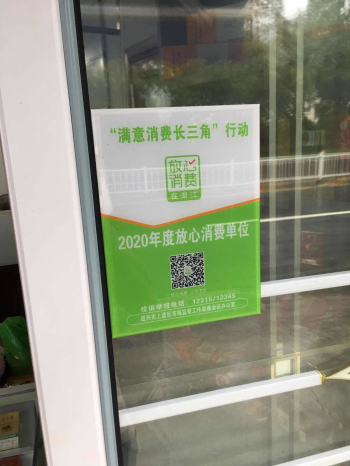 “满意消费长三角”行动
放心
消费
在浙江
2020年度放心消费单位
投诉举报电话：12315/12345